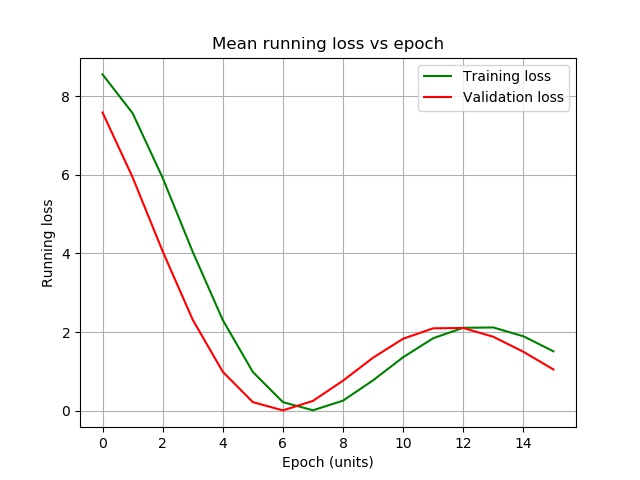 Mean running loss vs epoch
Training loss
Validation loss
8
6
4
2
0
Running loss
0 2 4 6 8 10 12 14
Epoch (units)